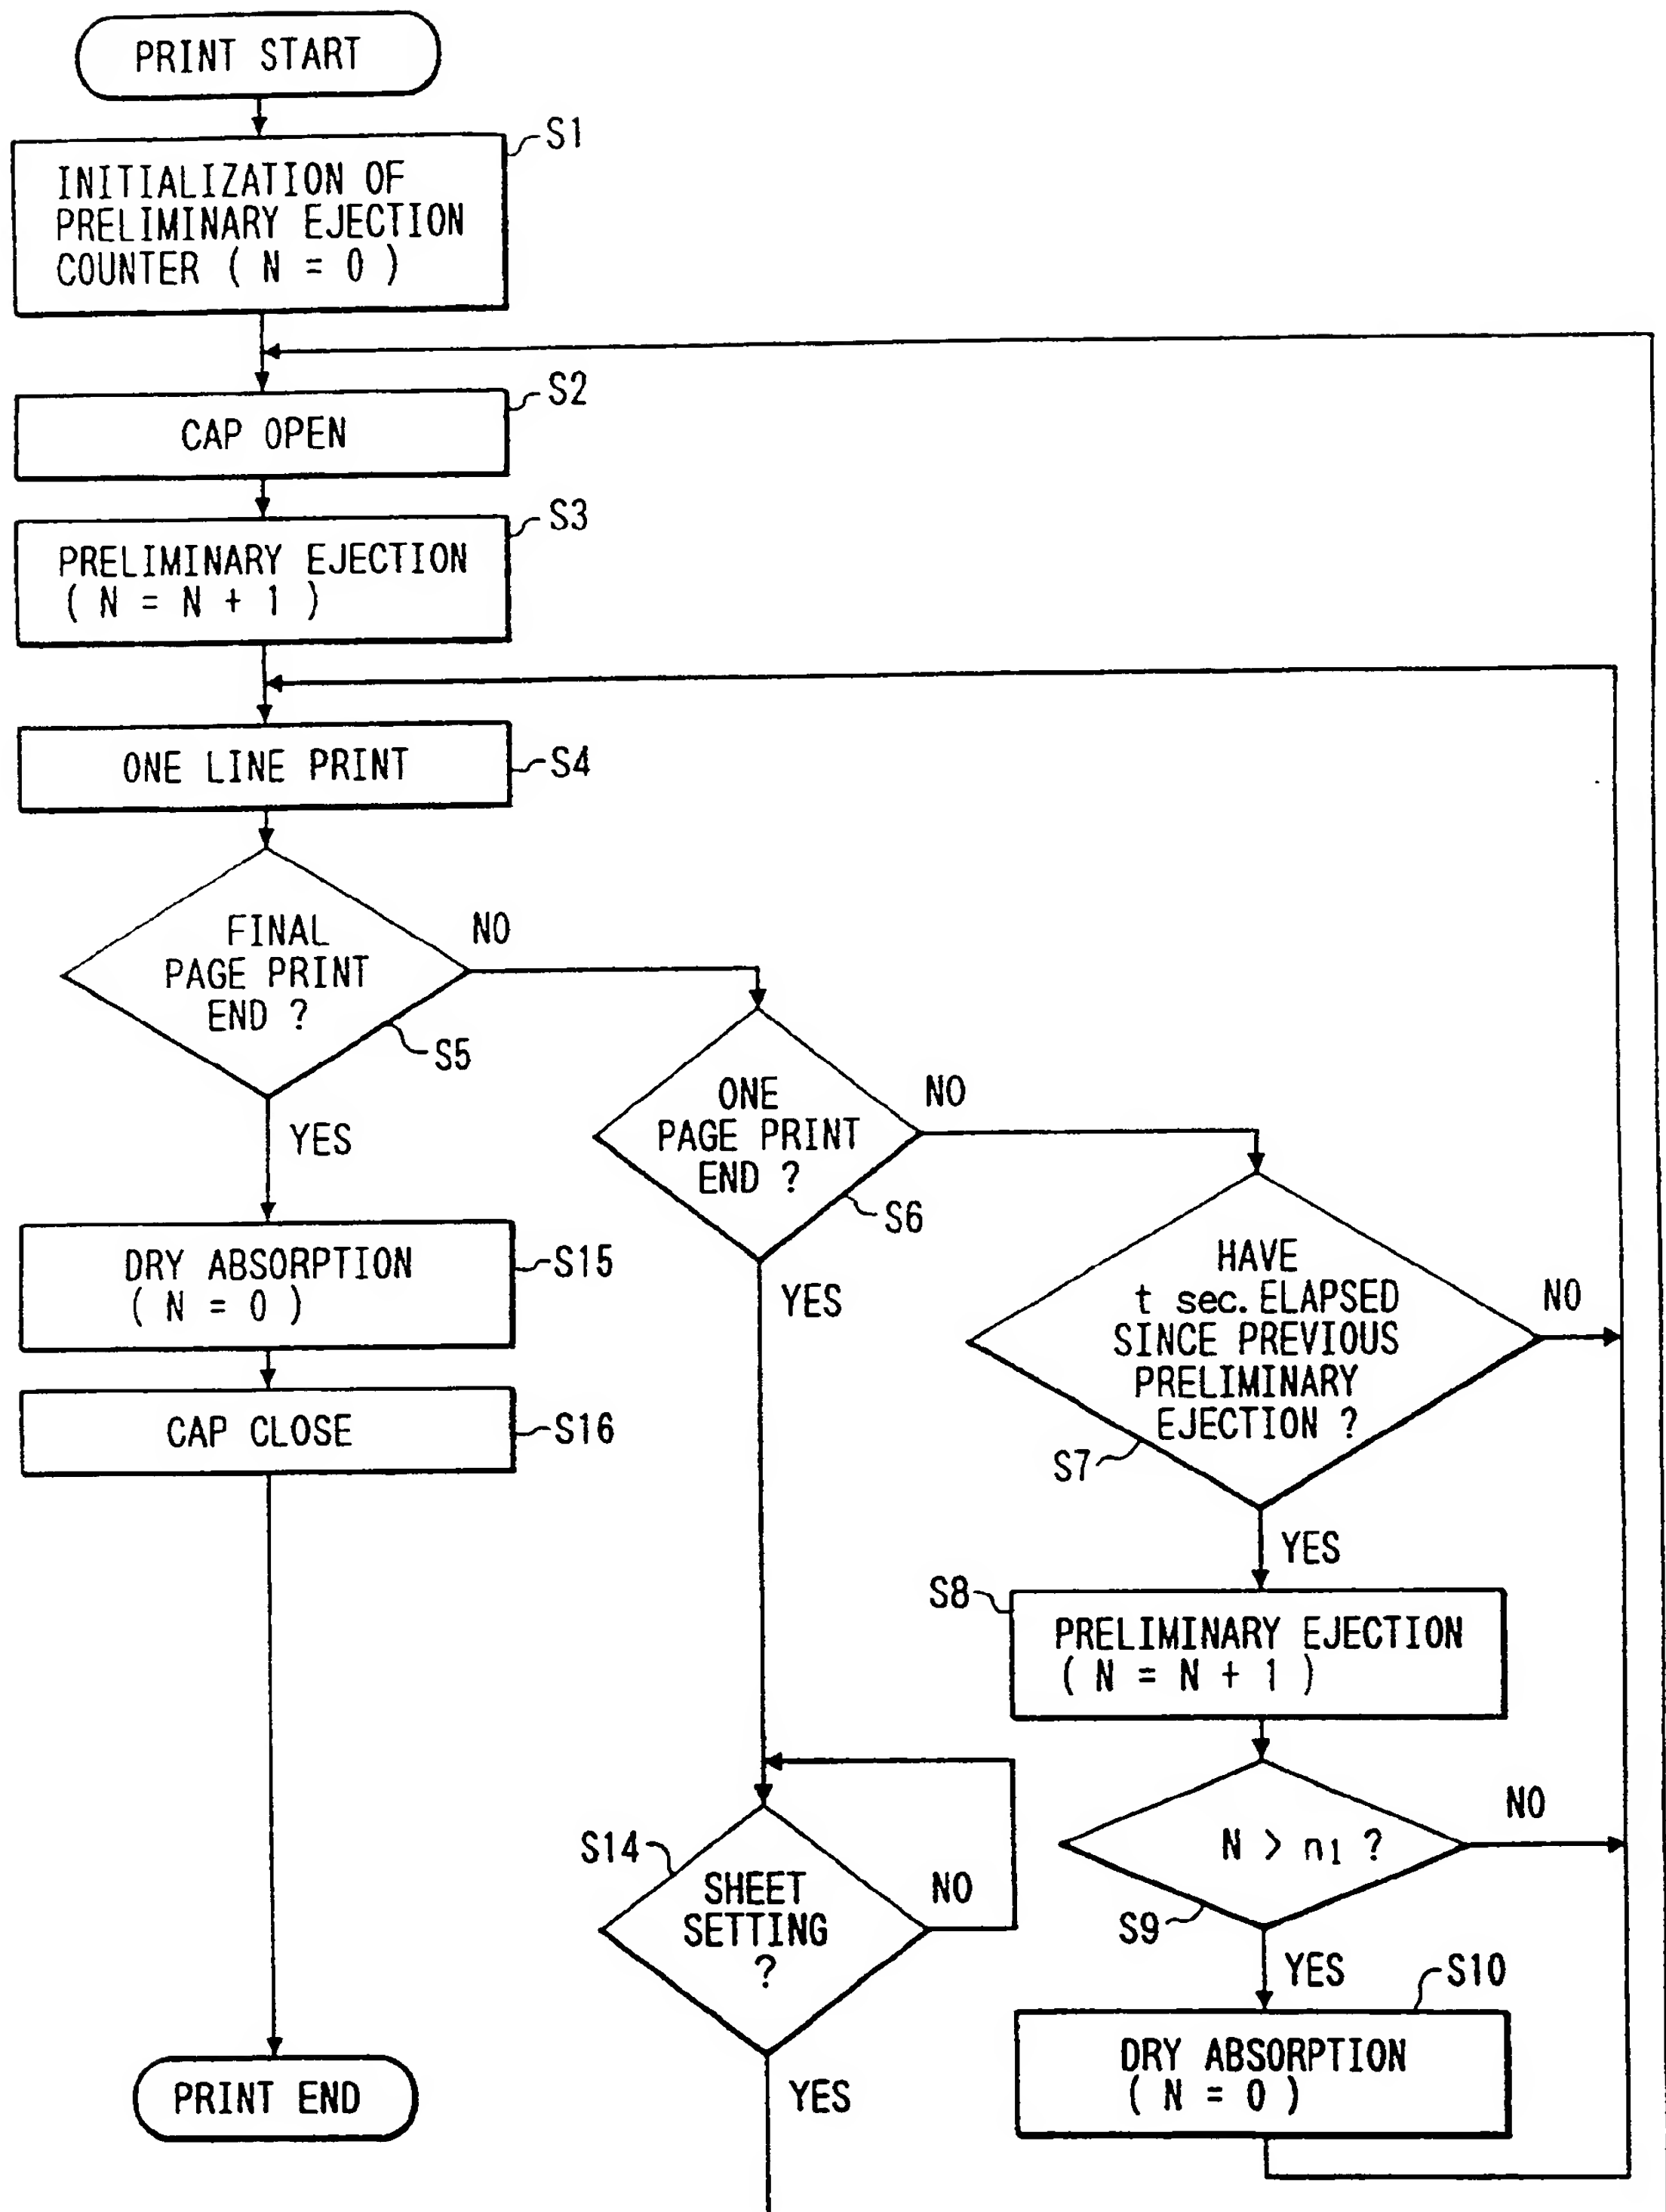 PRINT START
S1
INITIALIZATION OF
PRELIMINARY EJECTION
COUNTER ( N = 0 )
S2
CAP OPEN
S3
PRELIMINARY EJECTION
( N = N + 1 )
ONE LINE PRINT
S4
FINAL
PAGE PRINT
END ?
NO
S5
YES
ONE
PAGE PRINT
END ?
NO
S6
YES
DRY ABSORPTION
( N = 0 )
S15
CAP CLOSE
S16
HAVE
t sec. ELAPSED
SINCE PREVIOUS
PRELIMINARY
EJECTION ?
NO
S7
YES
S8
PRELIMINARY EJECTION
( N = N + 1 )
N > n1 ?
NO
S9
YES
S14
SHEET
SETTING
?
NO
YES
S10
DRY ABSORPTION
( N = 0 )
PRINT END